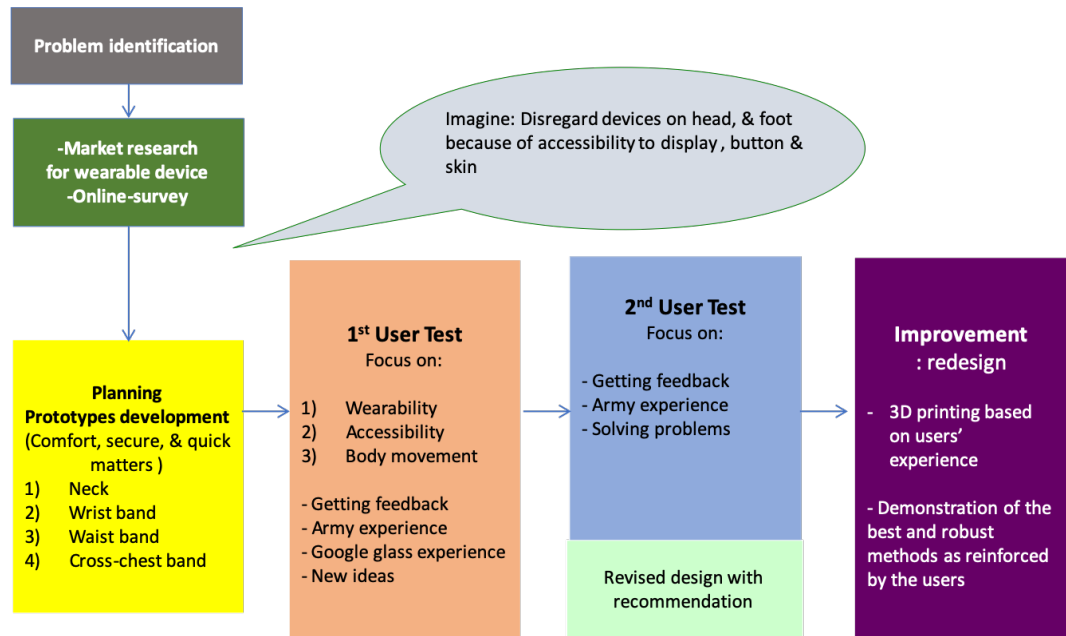 Problem identification
-Market research
for wearable device
-Online-survey
Imagine: Disregard devices on head, & foot
because of accessibility to display , button &
skin
Planning
Prototypes development
(Comfort, secure, & quick
matters )
1) Neck
2) Wrist band
3) Waist band
4) Cross-chest band
1st User Test
Focus on:
1) Wearability
2) Accessibility
3) Body movement
- Getting feedback
- Army experience
- Google glass experience
- New ideas
2nd User Test
Focus on:
- Getting feedback
- Army experience
- Solving problems
Revised design with
recommendation
Improvement
: redesign
- 3D printing based
on users’
experience
- Demonstration of the
best and robust
methods as reinforced
by the users